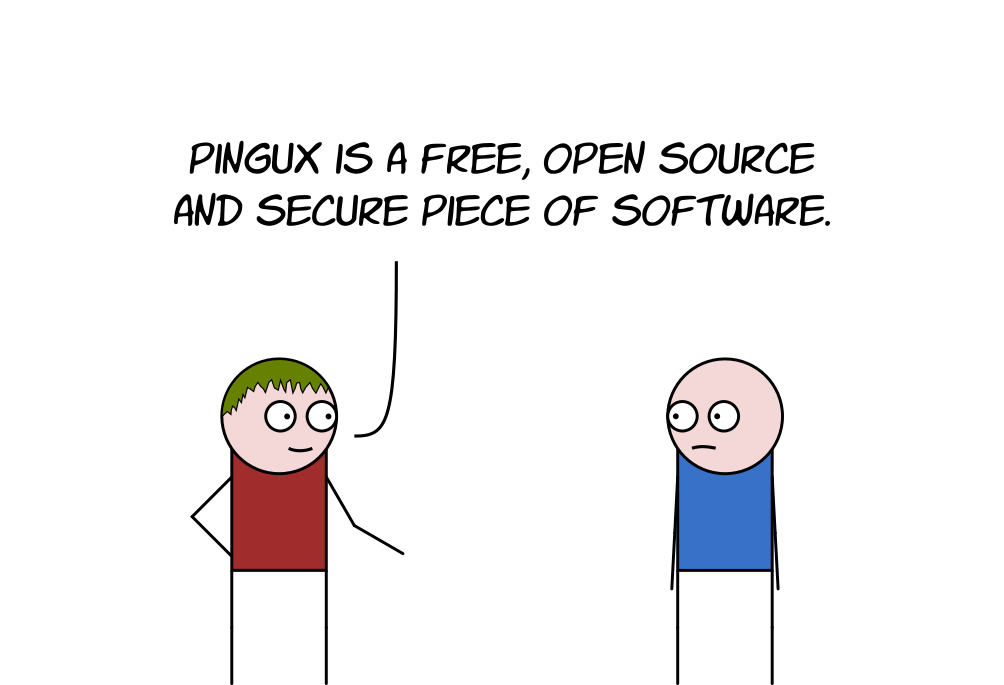 PINGUX IS A FREE, OPEN SOURCE
AND SECURE PIECE OF SOFTWARE.